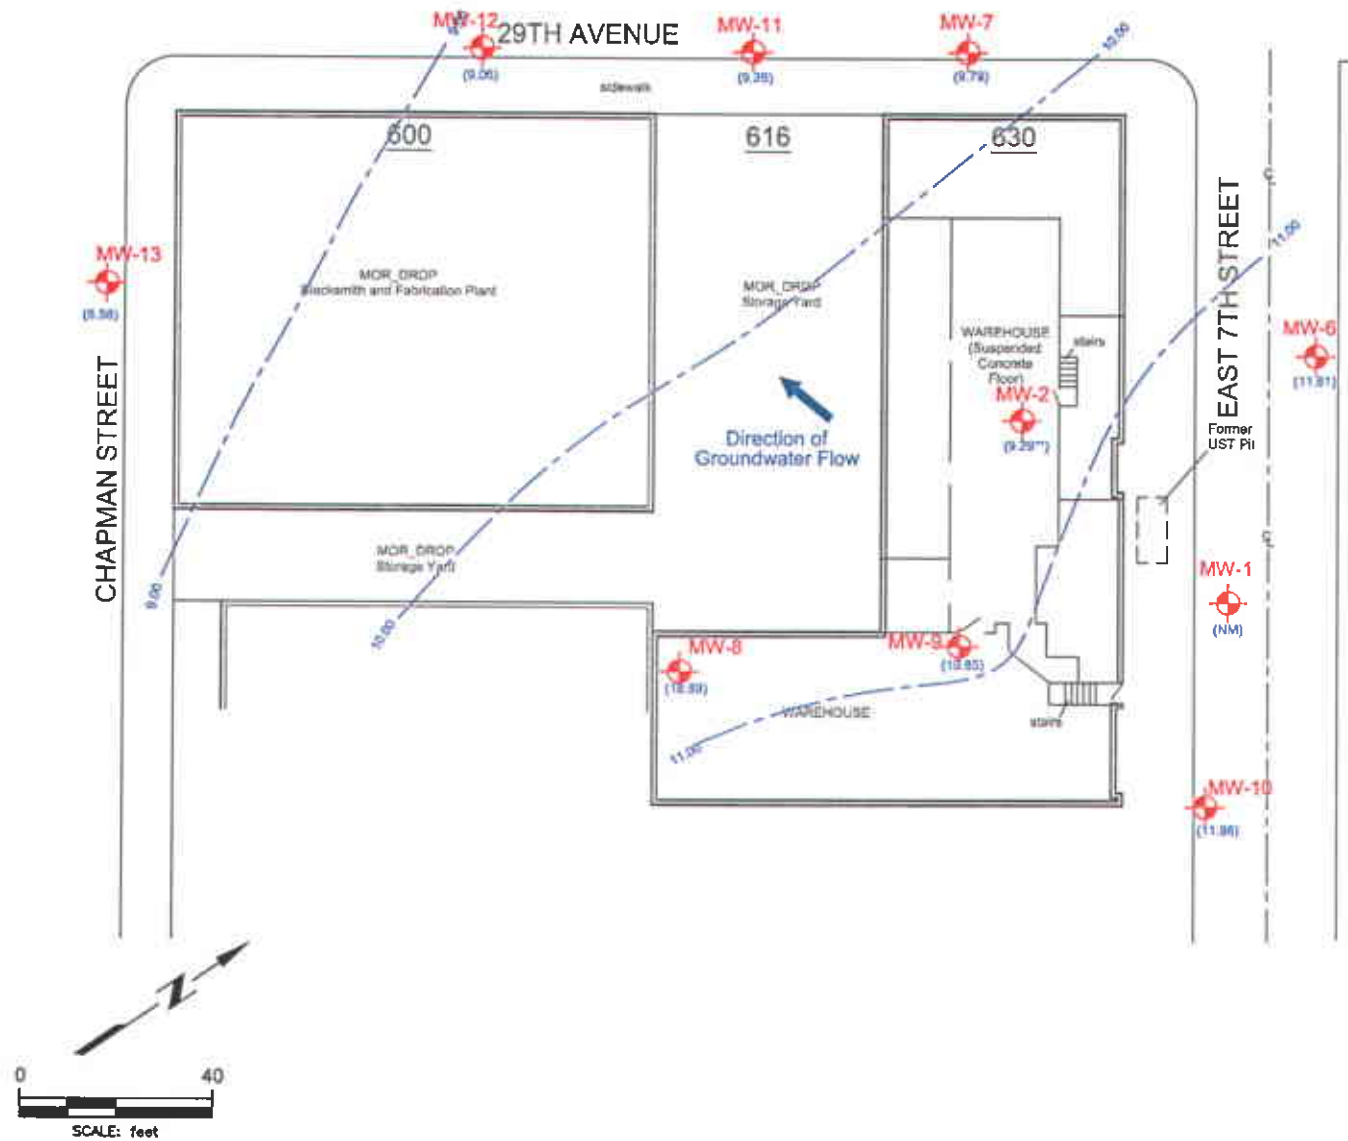 MW-12
29TH AVENUE
MW-11
MW-7
10.00
(9.06)
(9.36)
(9.79)
sidewalk
600
616
630
MW-13
(8.58)
MOR_DROP
Blacksmith and Fabrication Plant
MOR_DROP
Storage Yard
11.00
EAST 7TH STREET
MW-6
(11.81)
WAREHOUSE
(Suspended
Concrete
Floor)
stairs
MW-2
(9.29**)
Direction of
Groundwater Flow
Former
UST Pit
CHAPMAN STREET
MOR_DROP
Storage Yard
9.00
10.00
MW-1
(NM)
MW-8
MW-9
(10.65)
11.00
WAREHOUSE
stairs
MW-10
(11.86)
N
0 40
SCALE: feet